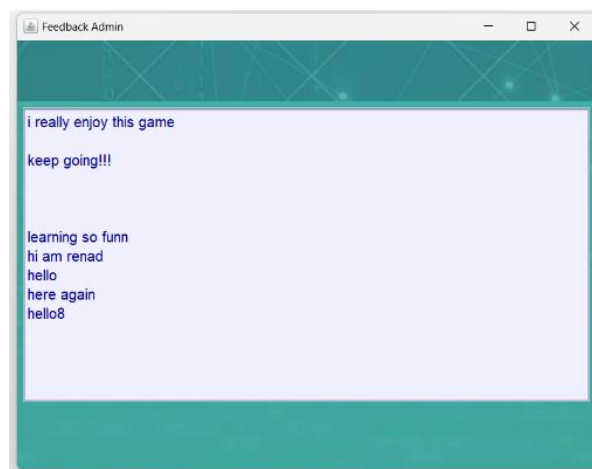 Feedback Admin
i really enjoy this game
keep going!!!
learning so funn
hi am renad
hello
here again
hello8